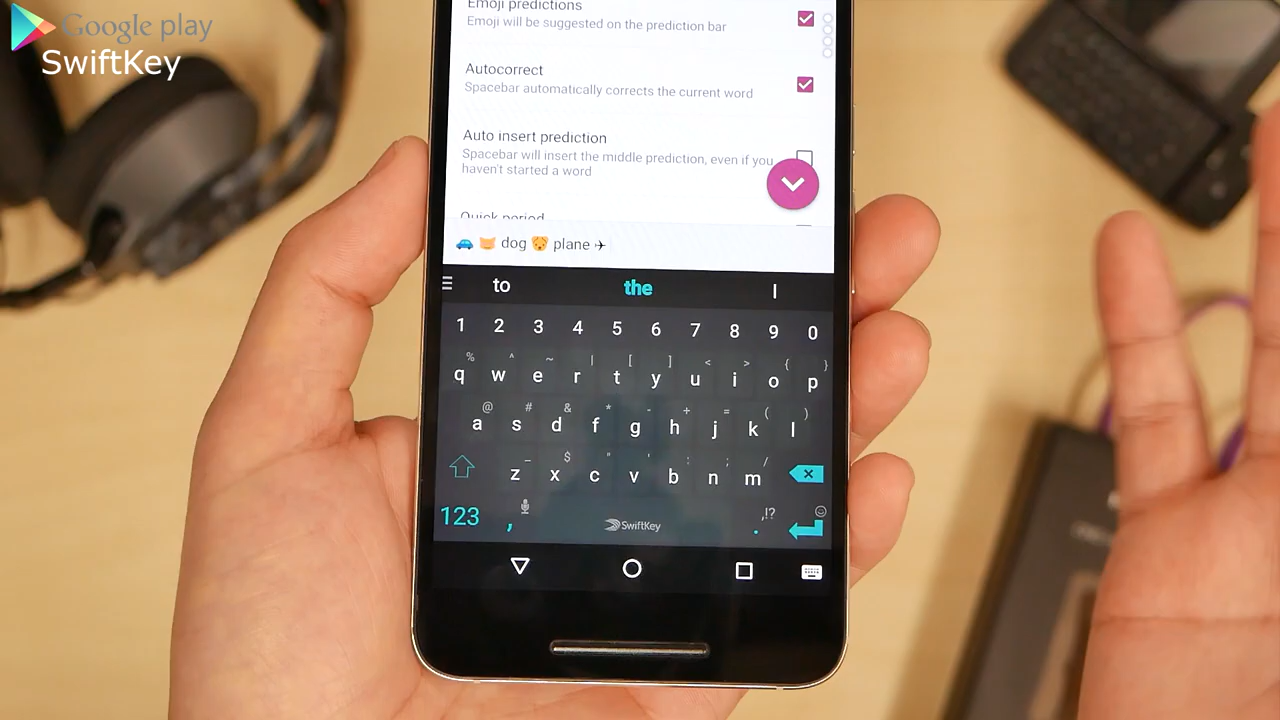 Google play
SwiftKey
Emoji predictions
Emoji will be suggested on the prediction bar
Autocorrect
Spacebar automatically corrects the current word
Auto insert prediction
Spacebar will insert the middle prediction, even if you
haven't started a word
Quick period
🚗 🐱 dog 🐶 plane ✈
to the I
1 2 3 4 5 6 7 8 9 0
% ^ ~ | [ ] < > { }
q w e r t y u i o p
@ # & * - + = ( )
a s d f g h j k l
_ $ " ' : ; /
z x c v b n m
123 , SwiftKey . ,!?